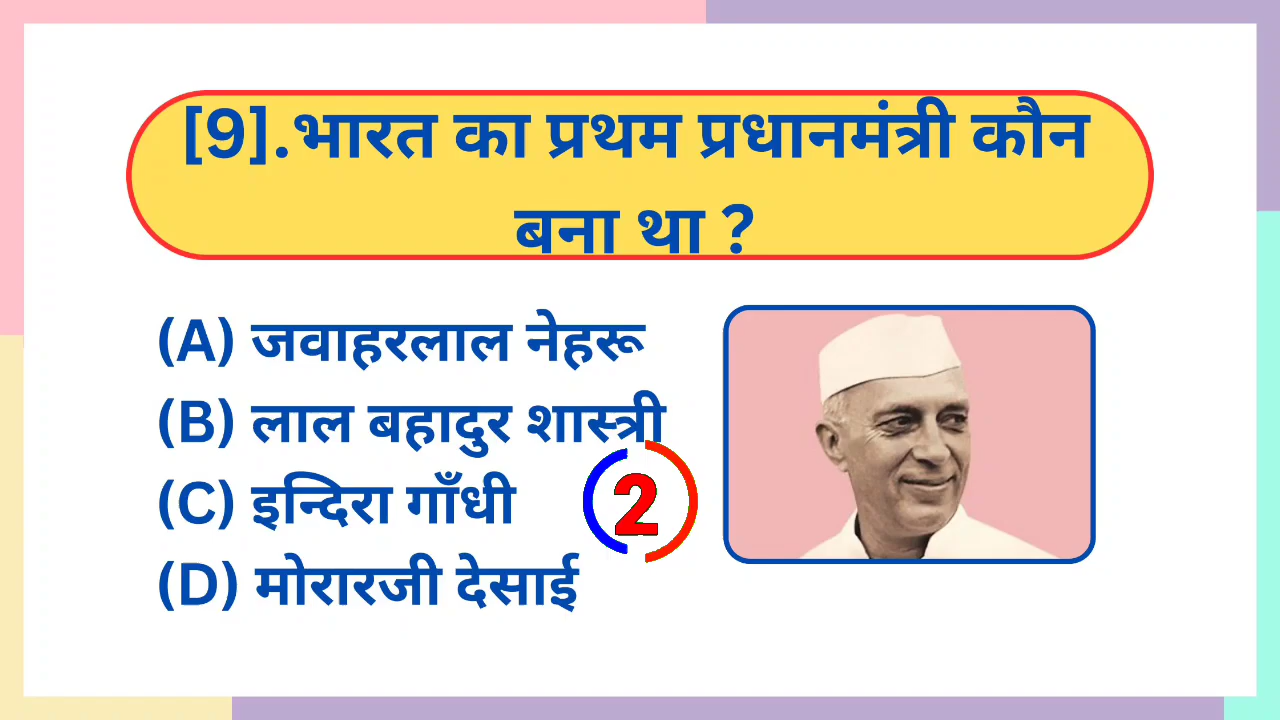 [9].भारत का प्रथम प्रधानमंत्री कौन
बना था ?
(A) जवाहरलाल नेहरू
(B) लाल बहादुर शास्त्री
(C) इन्दिरा गाँधी
2
(D) मोरारजी देसाई